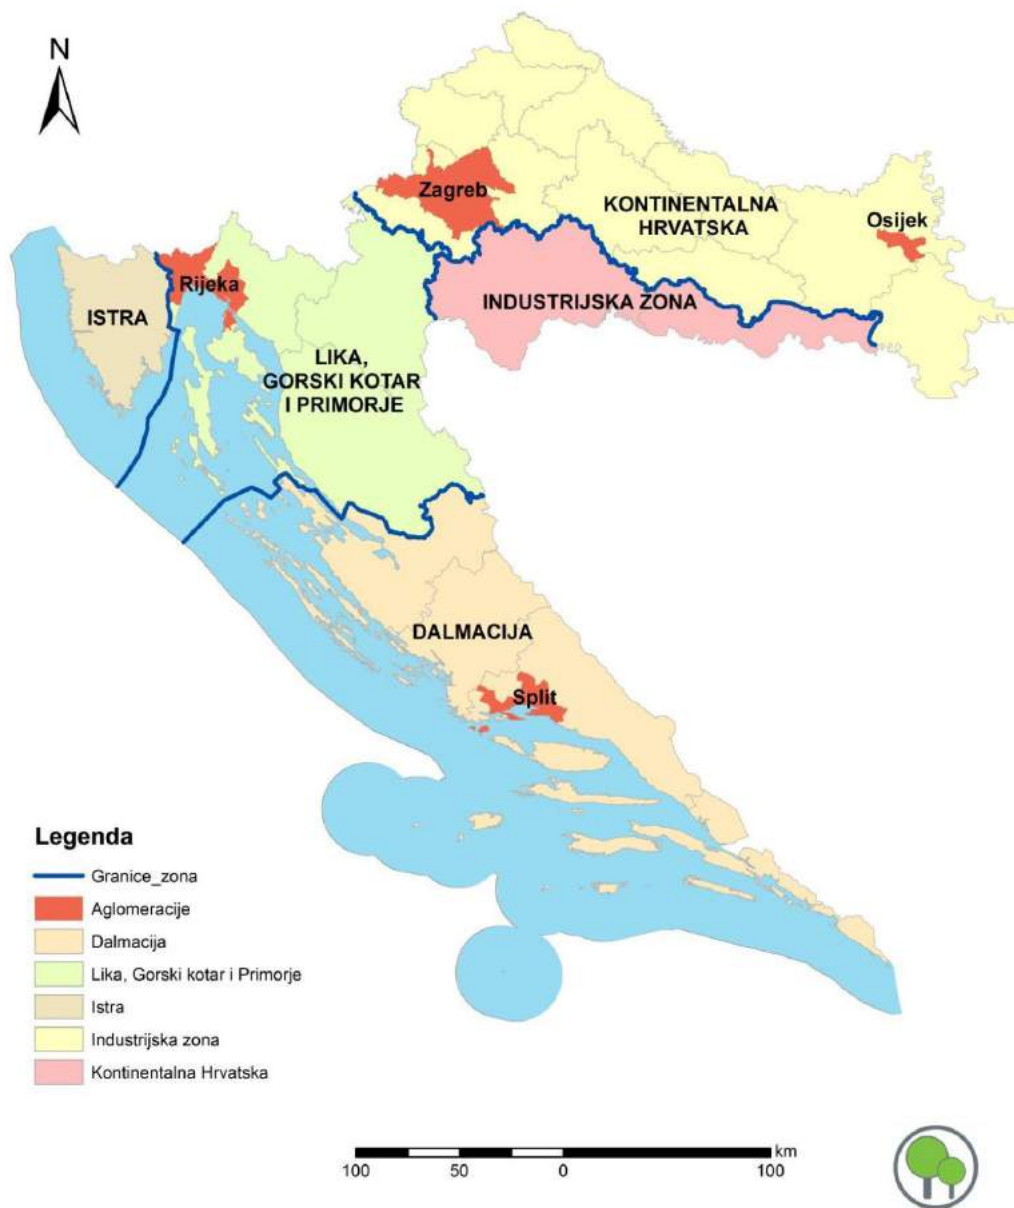 N
Zagreb
KONTINENTALNA
HRVATSKA
Osijek
Rijeka
INDUSTRIJSKA ZONA
ISTRA
LIKA,
GORSKI KOTAR
I PRIMORJE
DALMACIJA
Split
Legenda
Granice_zona
Aglomeracije
Dalmacija
Lika, Gorski kotar i Primorje
Istra
Industrijska zona
Kontinentalna Hrvatska
km
100 50 0 100